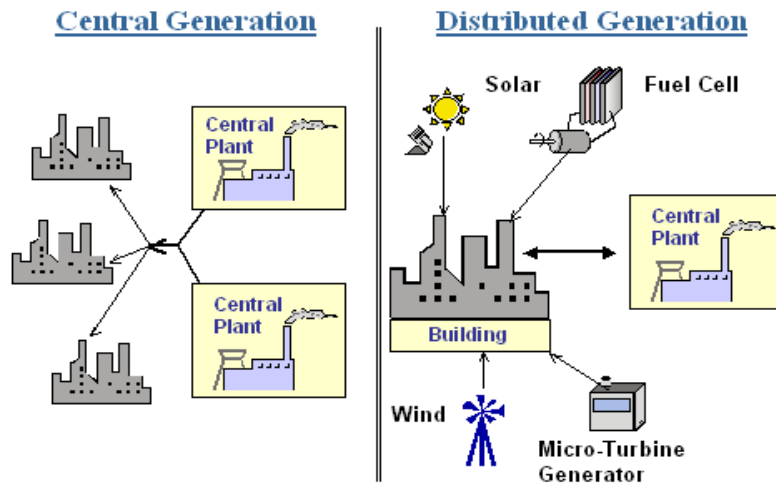 Central Generation
Central
Plant
Central
Plant
Distributed Generation
Solar
Fuel Cell
Central
Plant
Building
Wind
Micro-Turbine
Generator